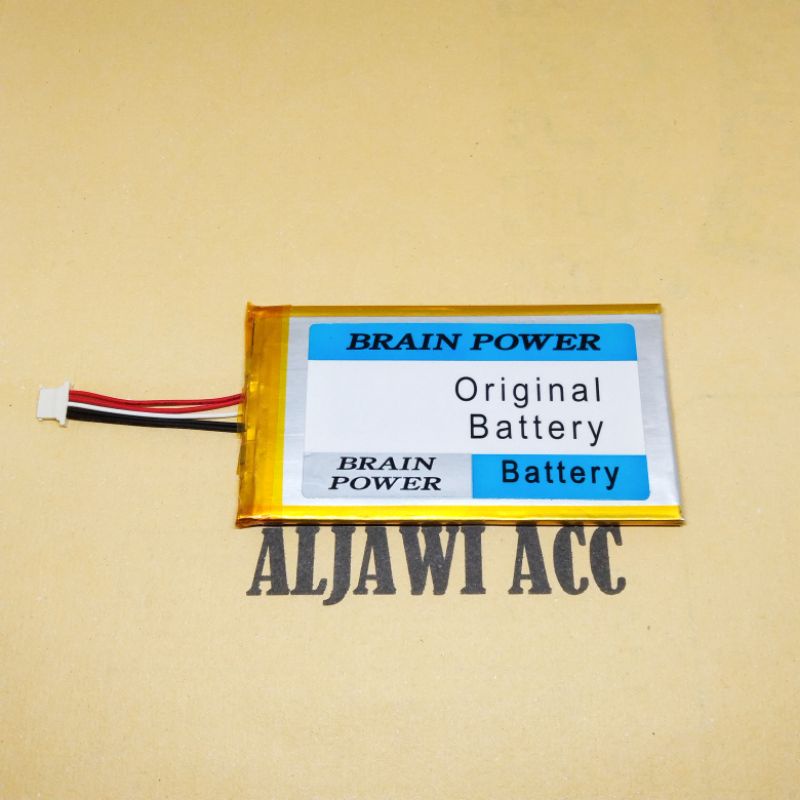 BRAIN POWER
Original
Battery
BRAIN
POWER
Battery
ALJAWI ACC